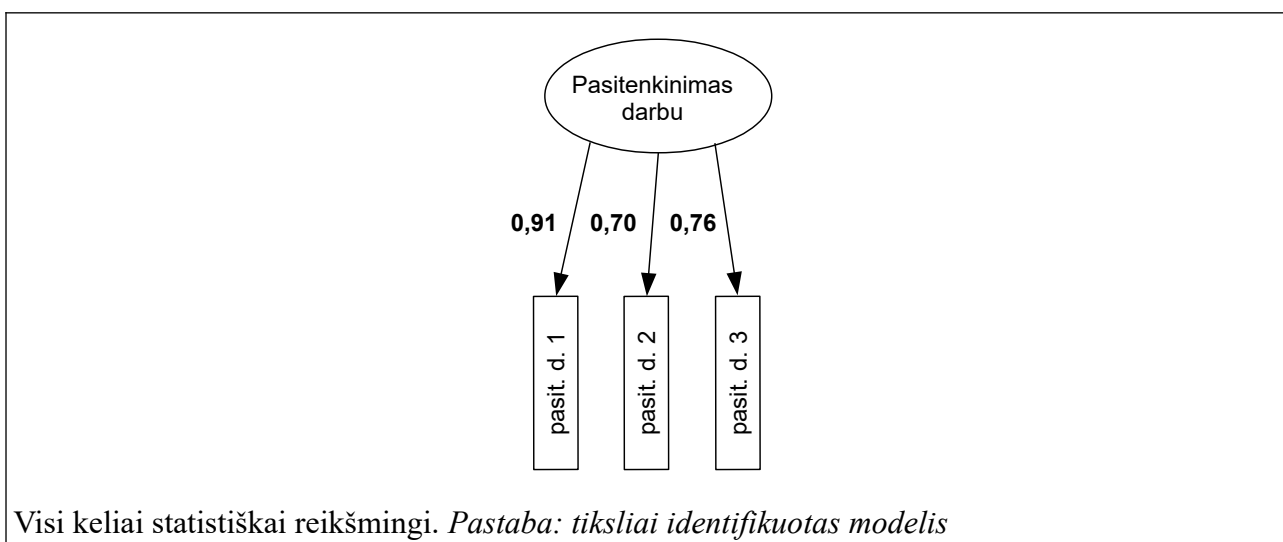 Pasitenkinimas
darbu
0,91
0,70
0,76
pasit. d. 1
pasit. d. 2
pasit. d. 3
Visi keliai statistiškai reikšmingi. Pastaba: tiksliai identifikuotas modelis